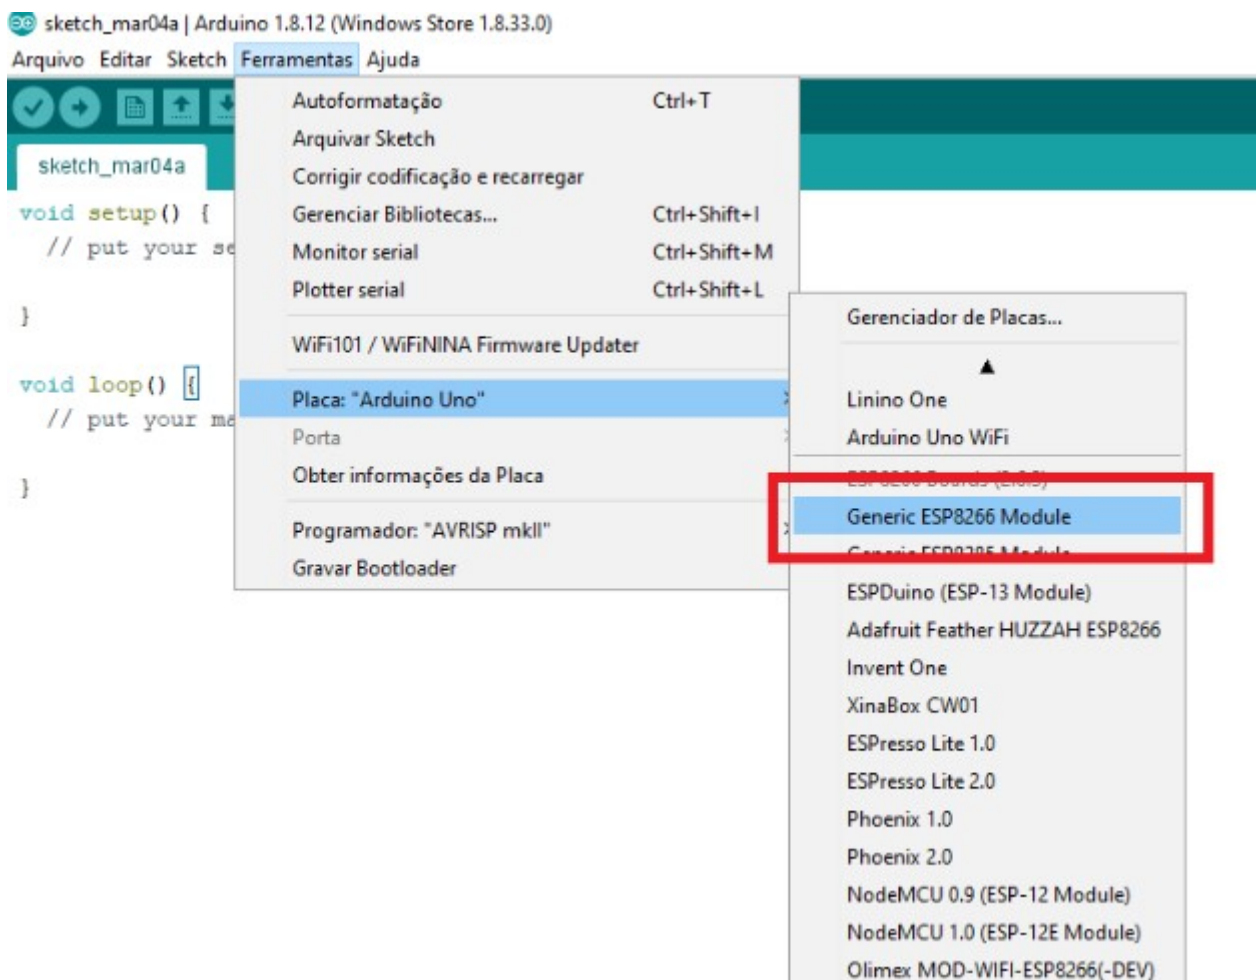 sketch_mar04a | Arduino 1.8.12 (Windows Store 1.8.33.0)
Arquivo Editar Sketch Ferramentas Ajuda
sketch_mar04a
void setup() {
// put your se
}
void loop() {
// put your ma
}
Autoformatação Ctrl+T
Arquivar Sketch
Corrigir codificação e recarregar
Gerenciar Bibliotecas... Ctrl+Shift+I
Monitor serial Ctrl+Shift+M
Plotter serial Ctrl+Shift+L
WiFi101 / WiFiNINA Firmware Updater
Placa: "Arduino Uno"
Porta
Obter informações da Placa
Programador: "AVRISP mkII"
Gravar Bootloader
Gerenciador de Placas...
Linino One
Arduino Uno WiFi
ESP8266 Boards
Generic ESP8266 Module
Generic ESP8285 Module
ESPDuino (ESP-13 Module)
Adafruit Feather HUZZAH ESP8266
Invent One
XinaBox CW01
ESPresso Lite 1.0
ESPresso Lite 2.0
Phoenix 1.0
Phoenix 2.0
NodeMCU 0.9 (ESP-12 Module)
NodeMCU 1.0 (ESP-12E Module)
Olimex MOD-WIFI-ESP8266(-DEV)